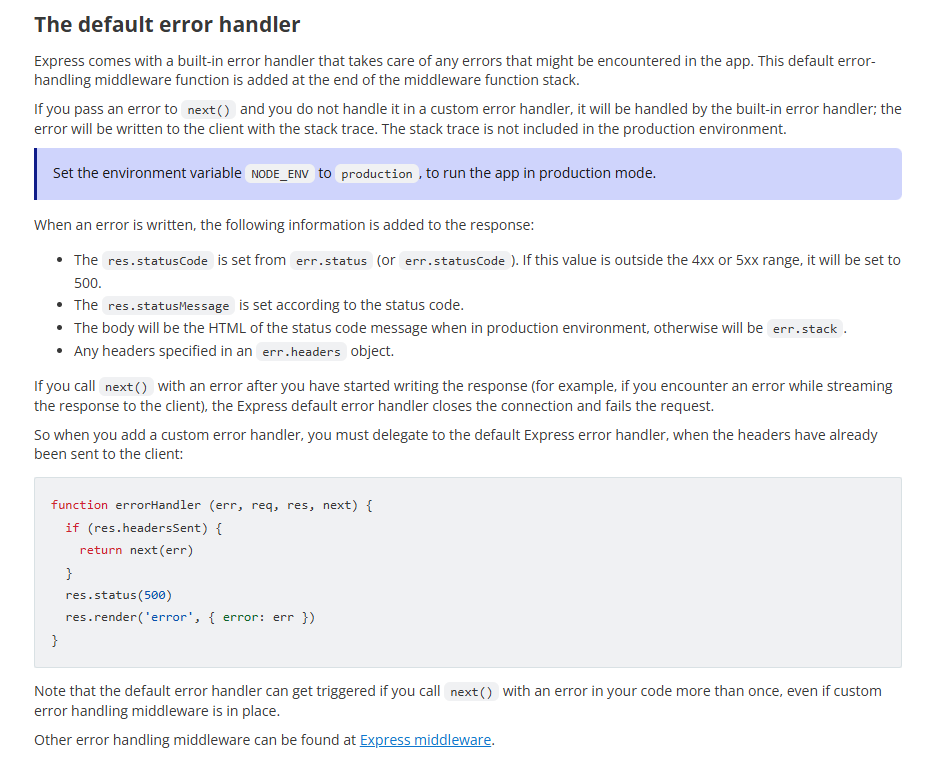 The default error handler
Express comes with a built-in error handler that takes care of any errors that might be encountered in the app. This default error-
handling middleware function is added at the end of the middleware function stack.
If you pass an error to next() and you do not handle it in a custom error handler, it will be handled by the built-in error handler; the
error will be written to the client with the stack trace. The stack trace is not included in the production environment.
Set the environment variable NODE_ENV to production , to run the app in production mode.
When an error is written, the following information is added to the response:
• The res.statusCode is set from err.status (or err.statusCode ). If this value is outside the 4xx or 5xx range, it will be set to
500.
• The res.statusMessage is set according to the status code.
• The body will be the HTML of the status code message when in production environment, otherwise will be err.stack .
• Any headers specified in an err.headers object.
If you call next() with an error after you have started writing the response (for example, if you encounter an error while streaming
the response to the client), the Express default error handler closes the connection and fails the request.
So when you add a custom error handler, you must delegate to the default Express error handler, when the headers have already
been sent to the client:
function errorHandler (err, req, res, next) {
  if (res.headersSent) {
    return next(err)
  }
  res.status(500)
  res.render('error', { error: err })
}
Note that the default error handler can get triggered if you call next() with an error in your code more than once, even if custom
error handling middleware is in place.
Other error handling middleware can be found at Express middleware.